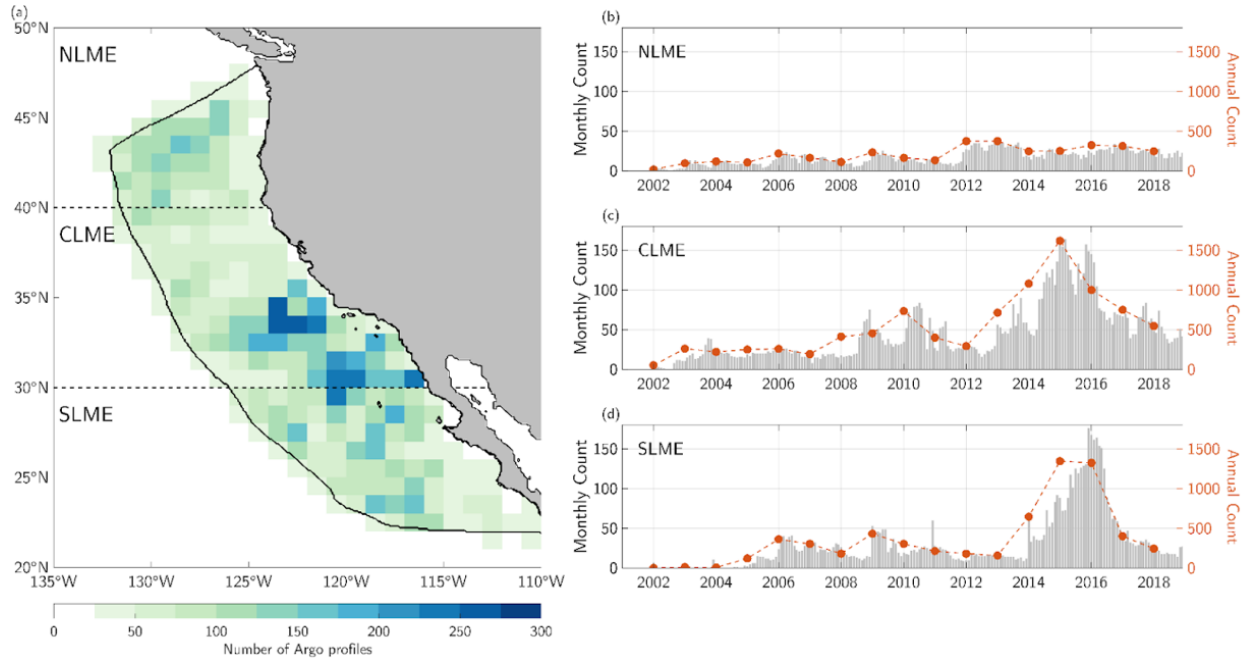 (a)
50°N
45°N
40°N
35°N
30°N
25°N
20°N
NLME
CLME
SLME
135°W 130°W 125°W 120°W 115°W 110°W
0 50 100 150 200 250 300
Number of Argo profiles
(b)
NLME
Monthly Count
150
100
50
0
Annual Count
1500
1000
500
0
2002 2004 2006 2008 2010 2012 2014 2016 2018
(c)
CLME
Monthly Count
150
100
50
0
Annual Count
1500
1000
500
0
2002 2004 2006 2008 2010 2012 2014 2016 2018
(d)
SLME
Monthly Count
150
100
50
0
Annual Count
1500
1000
500
0
2002 2004 2006 2008 2010 2012 2014 2016 2018